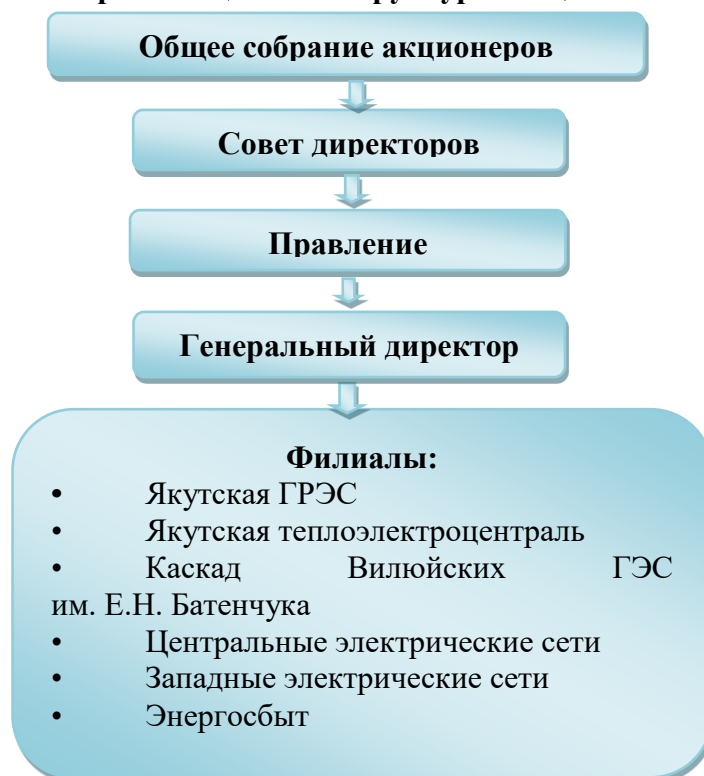 Общее собрание акционеров
Совет директоров
Правление
Генеральный директор
Филиалы:
• Якутская ГРЭС
• Якутская теплоэлектроцентраль
• Каскад Вилюйских ГЭС
им. Е.Н. Батенчука
• Центральные электрические сети
• Западные электрические сети
• Энергосбыт